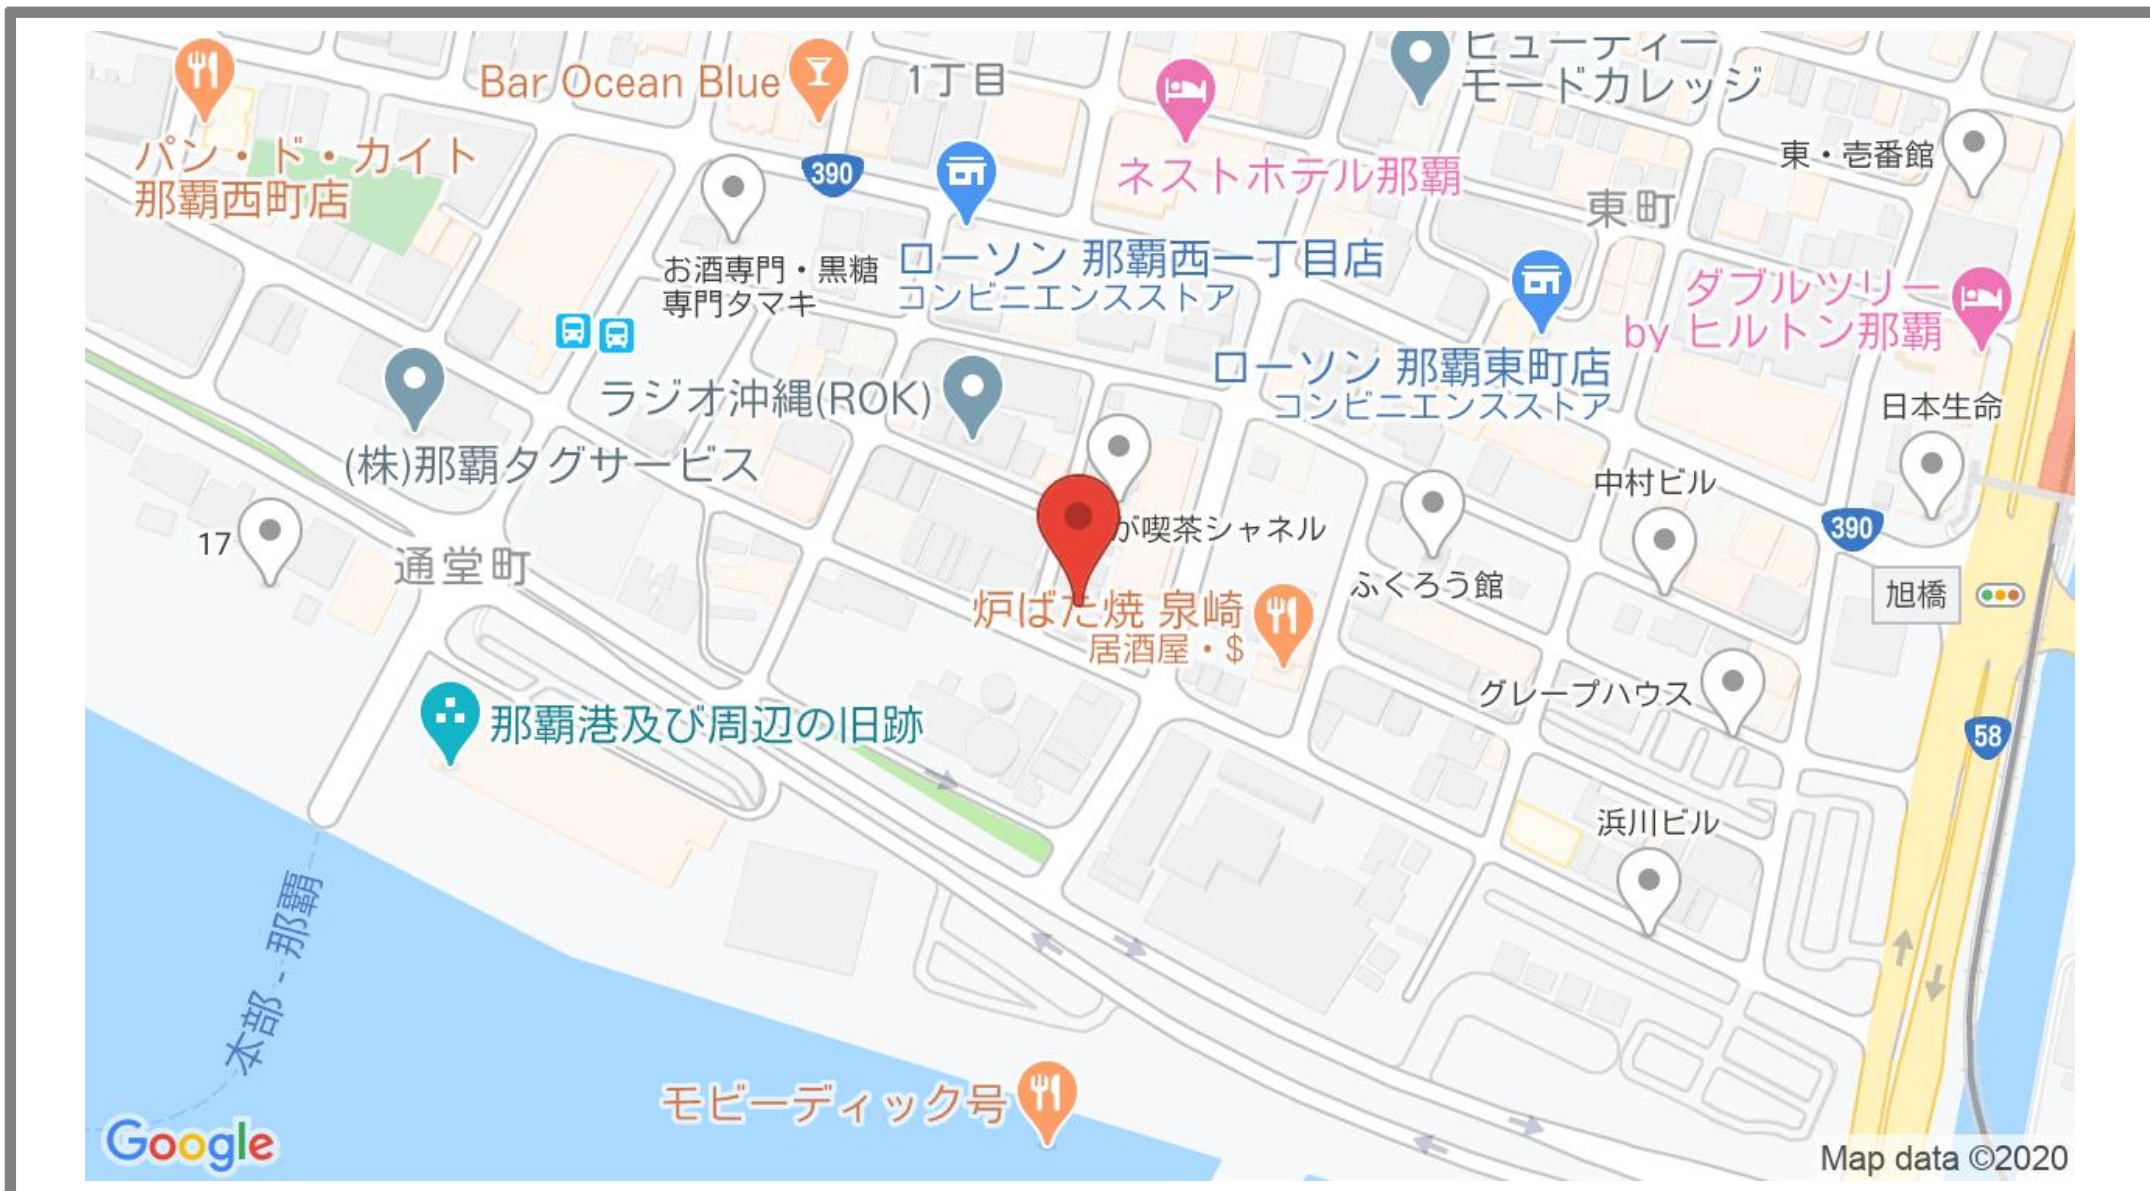 ビューティー
モードカレッジ
Bar Ocean Blue
1丁目
パン・ド・カイト
那覇西町店
390
ネストホテル那覇
東・壱番館
東町
お酒専門・黒糖
専門タマキ
ローソン 那覇西一丁目店
コンビニエンスストア
ダブルツリー
by ヒルトン那覇
ローソン 那覇東町店
コンビニエンスストア
ラジオ沖縄(ROK)
日本生命
(株)那覇タグサービス
中村ビル
390
17
通堂町
が喫茶シャネル
ふくろう館
旭橋
炉ばた焼 泉崎
居酒屋・$
グレープハウス
那覇港及び周辺の旧跡
58
浜川ビル
本部 - 那覇
モビーディック号
Google
Map data ©2020